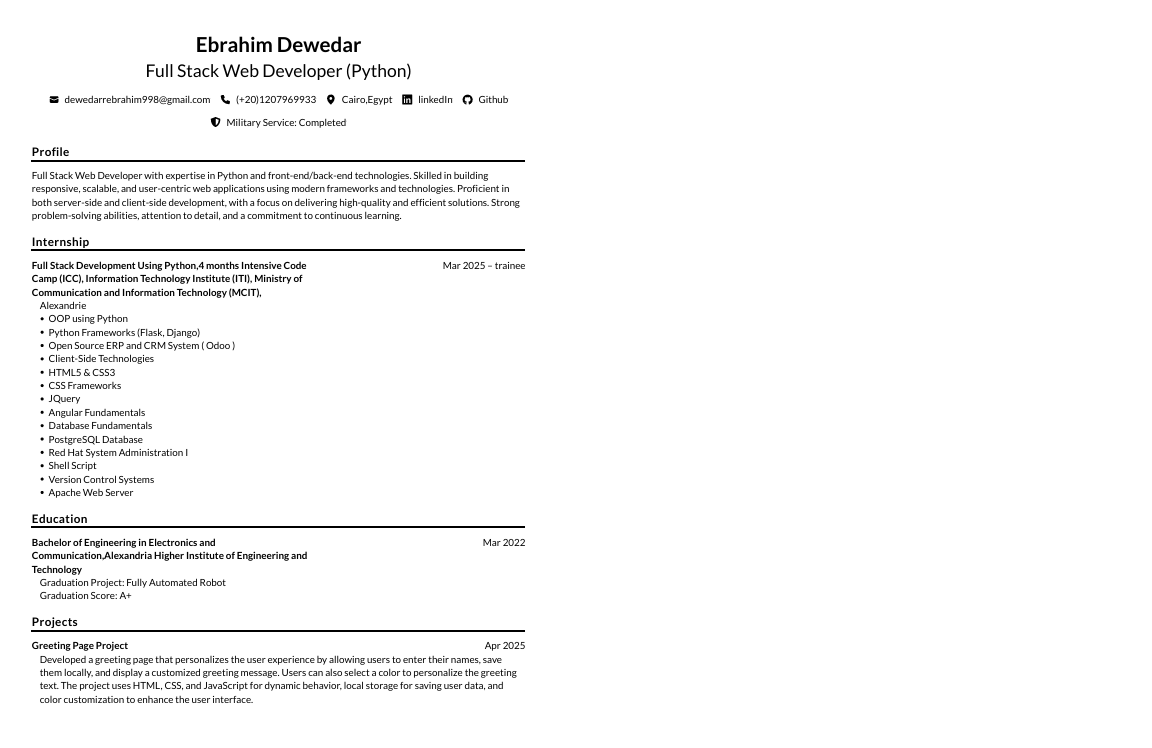 Ebrahim Dewedar
Full Stack Web Developer (Python)
dewedarrebrahim998@gmail.com (+20)1207969933 Cairo,Egypt linkedIn Github
Military Service: Completed
Profile
Full Stack Web Developer with expertise in Python and front-end/back-end technologies. Skilled in building
responsive, scalable, and user-centric web applications using modern frameworks and technologies. Proficient in
both server-side and client-side development, with a focus on delivering high-quality and efficient solutions. Strong
problem-solving abilities, attention to detail, and a commitment to continuous learning.
Internship
Full Stack Development Using Python,4 months Intensive Code Mar 2025 – trainee
Camp (ICC), Information Technology Institute (ITI), Ministry of
Communication and Information Technology (MCIT),
Alexandrie
• OOP using Python
• Python Frameworks (Flask, Django)
• Open Source ERP and CRM System ( Odoo )
• Client-Side Technologies
• HTML5 & CSS3
• CSS Frameworks
• JQuery
• Angular Fundamentals
• Database Fundamentals
• PostgreSQL Database
• Red Hat System Administration I
• Shell Script
• Version Control Systems
• Apache Web Server
Education
Bachelor of Engineering in Electronics and Mar 2022
Communication,Alexandria Higher Institute of Engineering and
Technology
Graduation Project: Fully Automated Robot
Graduation Score: A+
Projects
Greeting Page Project Apr 2025
Developed a greeting page that personalizes the user experience by allowing users to enter their names, save
them locally, and display a customized greeting message. Users can also select a color to personalize the greeting
text. The project uses HTML, CSS, and JavaScript for dynamic behavior, local storage for saving user data, and
color customization to enhance the user interface.